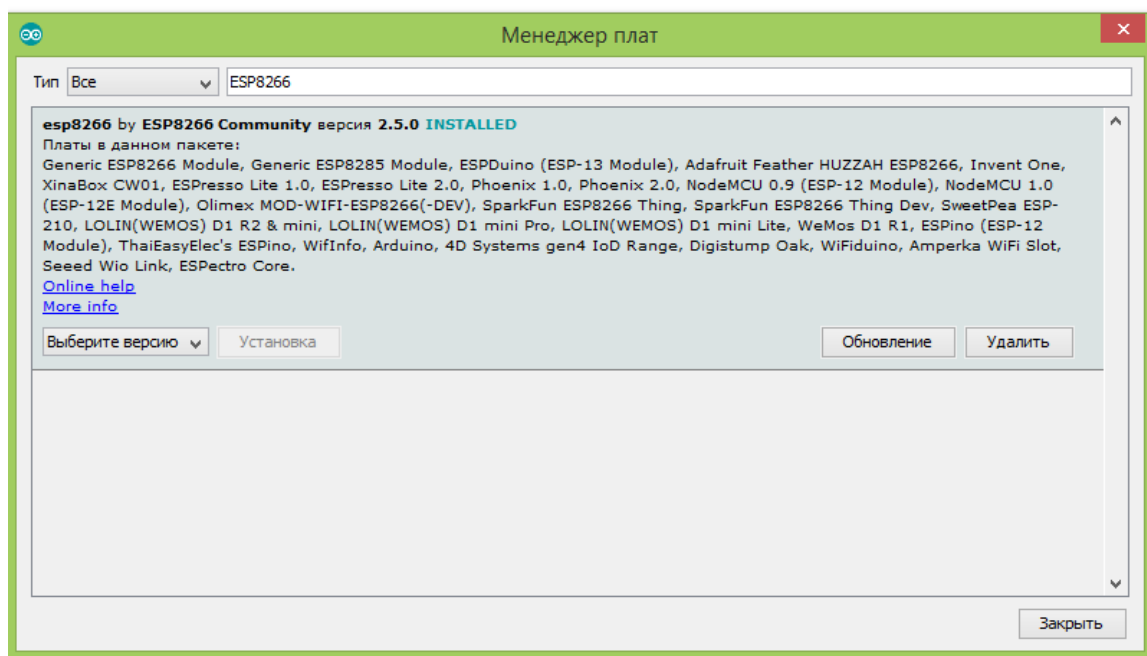 Менеджер плат
Тип Все ESP8266
esp8266 by ESP8266 Community версия 2.5.0 INSTALLED
Платы в данном пакете:
Generic ESP8266 Module, Generic ESP8285 Module, ESPDuino (ESP-13 Module), Adafruit Feather HUZZAH ESP8266, Invent One,
XinaBox CW01, ESPresso Lite 1.0, ESPresso Lite 2.0, Phoenix 1.0, Phoenix 2.0, NodeMCU 0.9 (ESP-12 Module), NodeMCU 1.0
(ESP-12E Module), Olimex MOD-WIFI-ESP8266(-DEV), SparkFun ESP8266 Thing, SparkFun ESP8266 Thing Dev, SweetPea ESP-
210, LOLIN(WEMOS) D1 R2 & mini, LOLIN(WEMOS) D1 mini Pro, LOLIN(WEMOS) D1 mini Lite, WeMos D1 R1, ESPino (ESP-12
Module), ThaiEasyElec's ESPino, WifInfo, Arduino, 4D Systems gen4 IoD Range, Digistump Oak, WiFiduino, Amperka WiFi Slot,
Seeed Wio Link, ESPectro Core.
Online help
More info
Выберите версию Установка Обновление Удалить
Закрыть